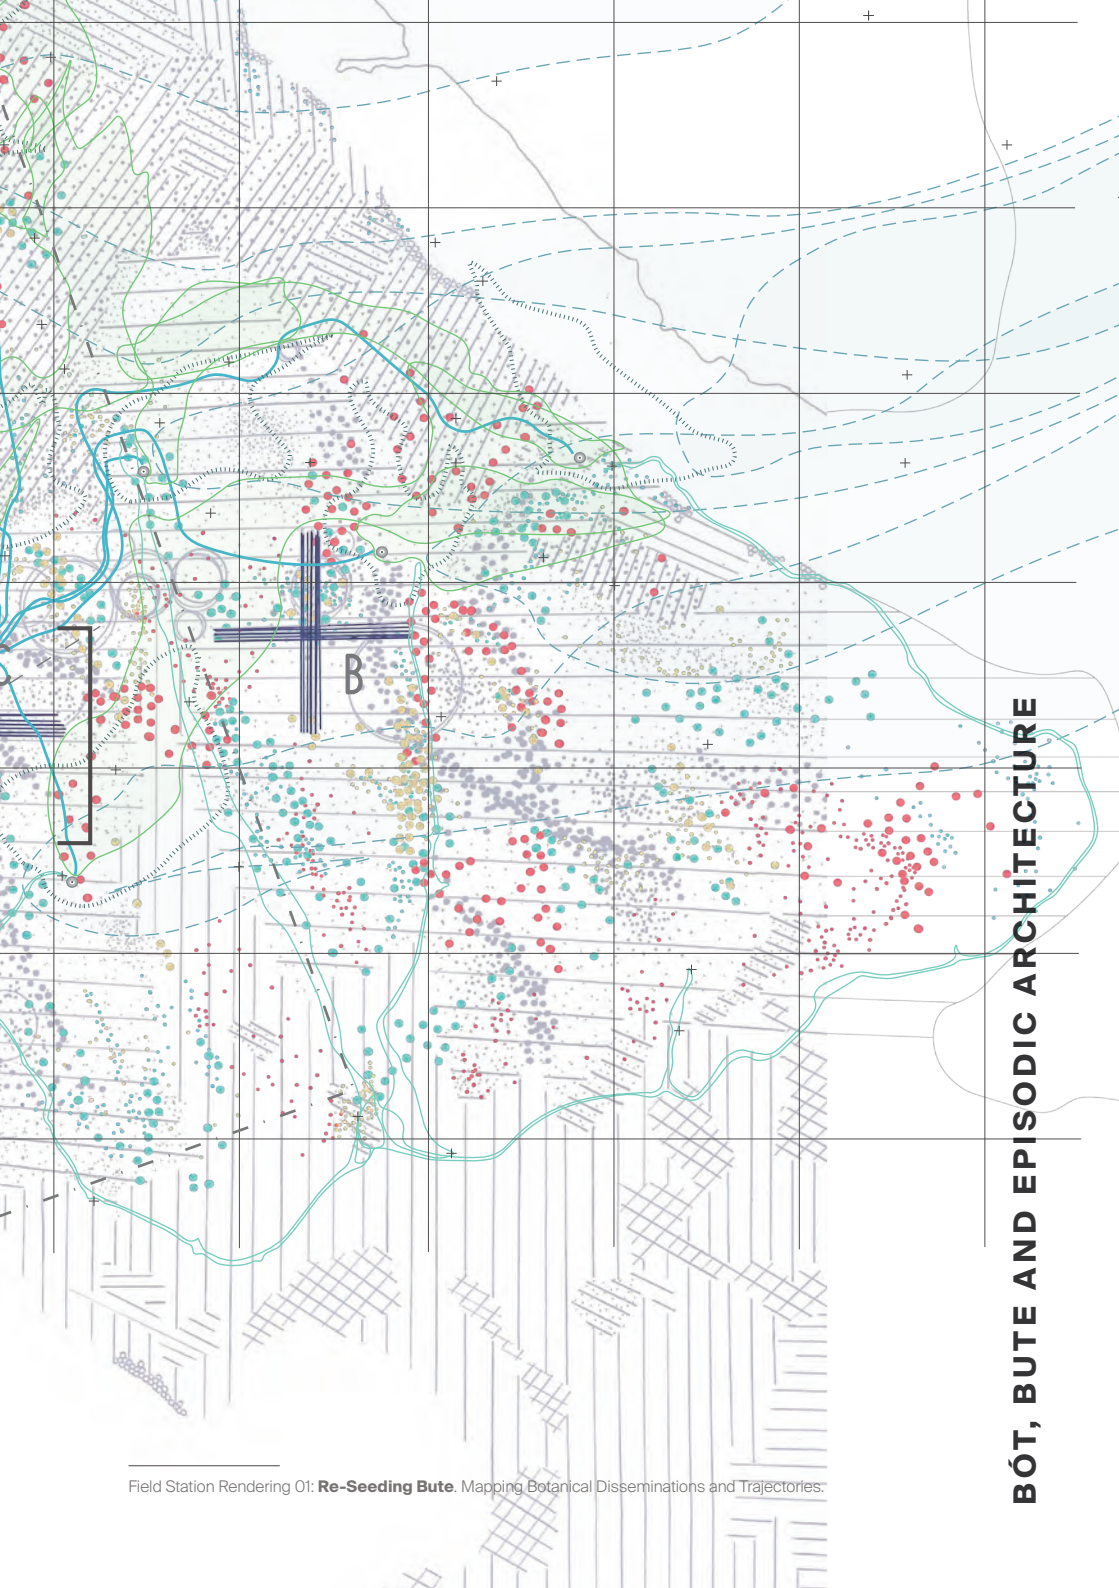 B
Field Station Rendering 01: Re-Seeding Bute. Mapping Botanical Disseminations and Trajectories.
BÓT, BUTE AND EPISODIC ARCHITECTURE